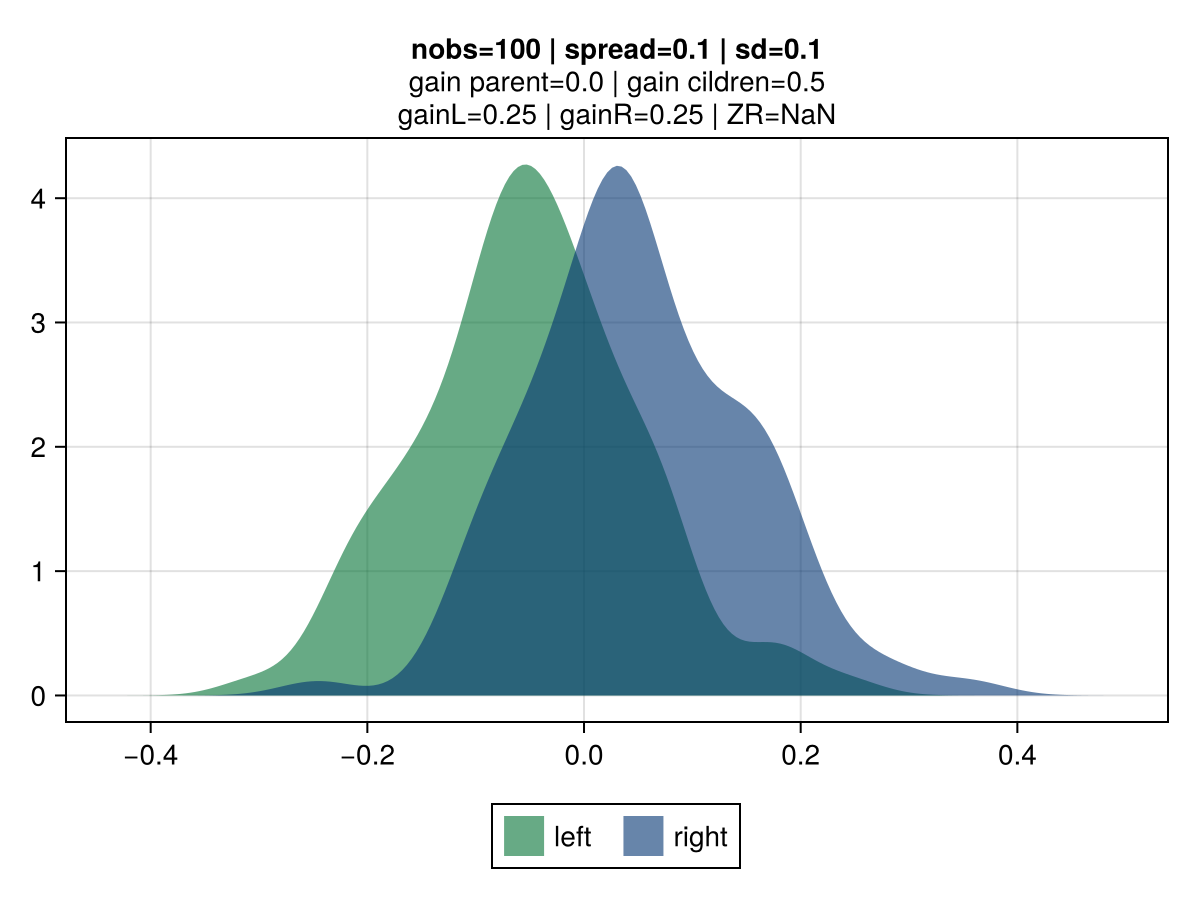 nobs=100 | spread=0.1 | sd=0.1
gain parent=0.0 | gain cildren=0.5
gainL=0.25 | gainR=0.25 | ZR=NaN
4
3
2
1
0
−0.4 −0.2 0.0 0.2 0.4
left right